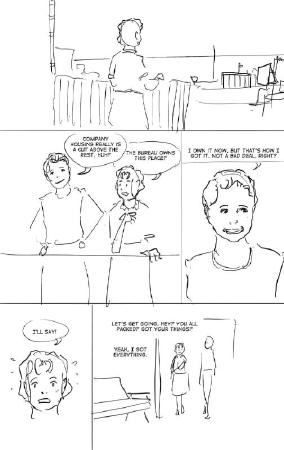 COMPANY
HOUSING REALLY IS
A CUT ABOVE THE
REST, HUH?
THE BUREAU OWNS
THIS PLACE?
I OWN IT NOW, BUT THAT'S HOW I
GOT IT. NOT A BAD DEAL, RIGHT?
I'LL SAY!
LET'S GET GOING, HEY? YOU ALL
PACKED? GOT YOUR THINGS?
YEAH, I GOT
EVERYTHING.